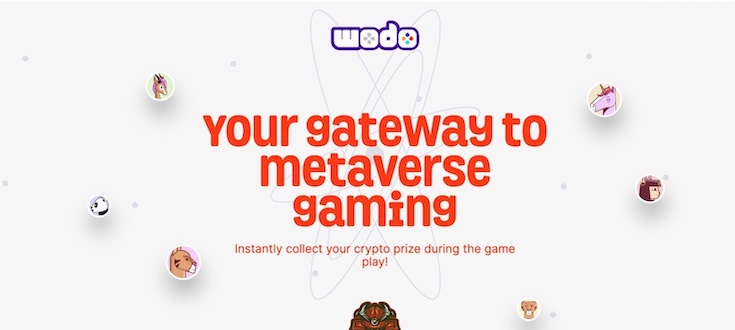 wodo
Your gateway to
metaverse
gaming
Instantly collect your crypto prize during the game
play!